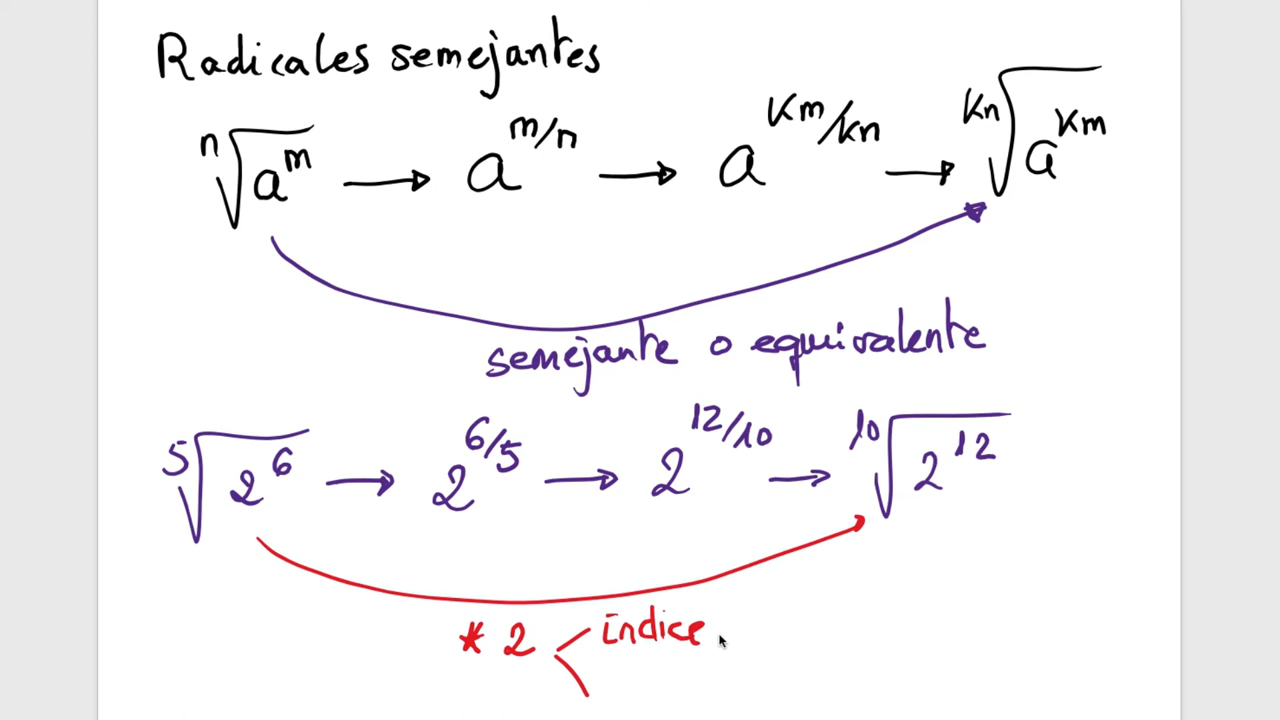 Radicales semejantes
ⁿ√aᵐ → a^m/n → a^km/kn → ᵏⁿ√a^km
semejante o equivalente
⁵√2⁶ → 2^6/5 → 2^12/10 → ¹⁰√2¹²
* 2 < índice